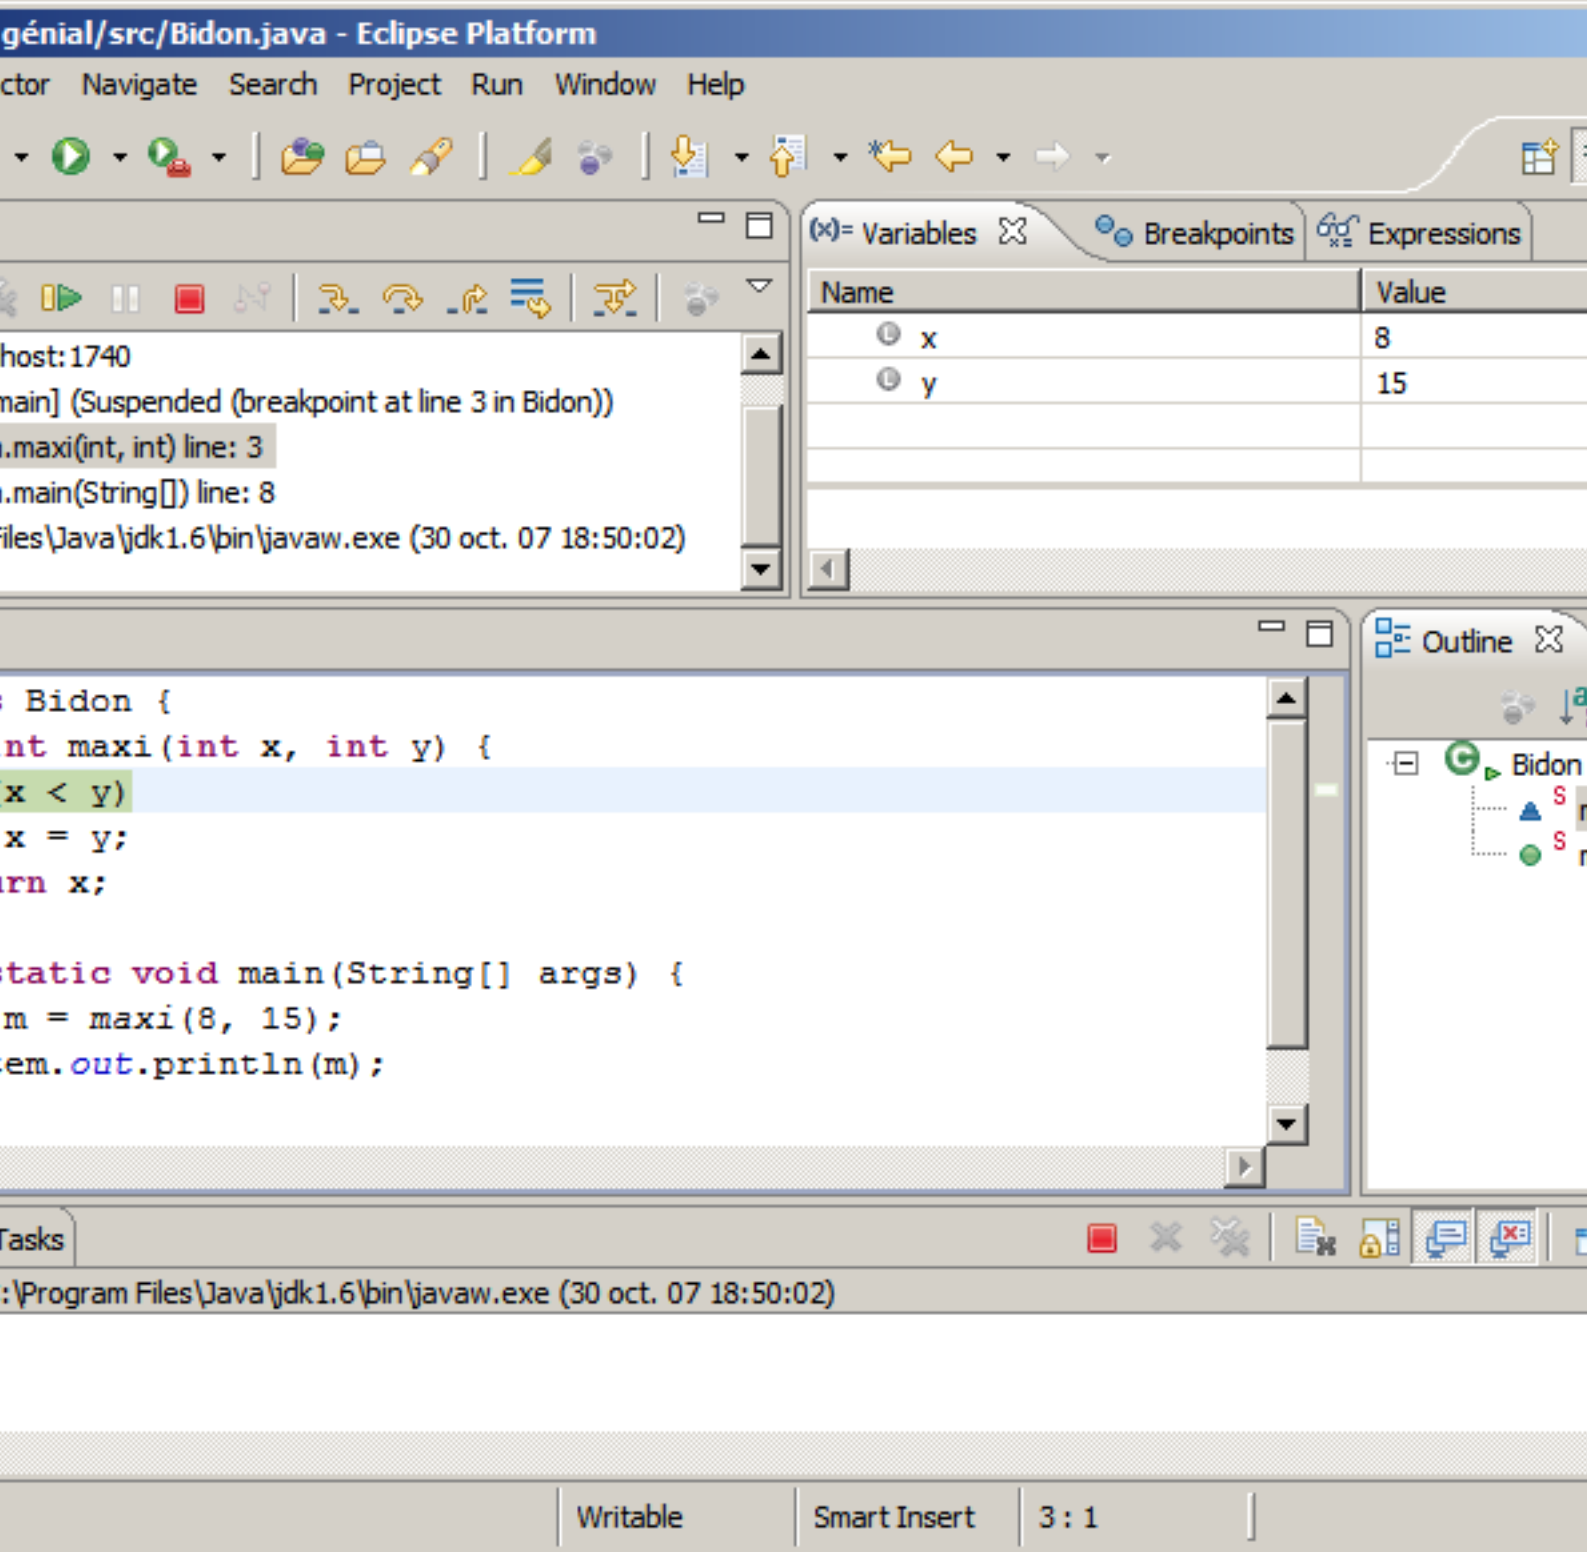 génial/src/Bidon.java - Eclipse Platform
ctor Navigate Search Project Run Window Help
(x)= Variables Breakpoints Expressions
Name Value
x 8
y 15
host:1740
main] (Suspended (breakpoint at line 3 in Bidon))
.maxi(int, int) line: 3
.main(String[]) line: 8
Files\Java\jdk1.6\bin\javaw.exe (30 oct. 07 18:50:02)
Outline
Bidon {
int maxi(int x, int y) {
(x < y)
x = y;
urn x;
static void main(String[] args) {
m = maxi(8, 15);
tem.out.println(m);
Bidon
S
S
Tasks
:\Program Files\Java\jdk1.6\bin\javaw.exe (30 oct. 07 18:50:02)
Writable Smart Insert 3 : 1